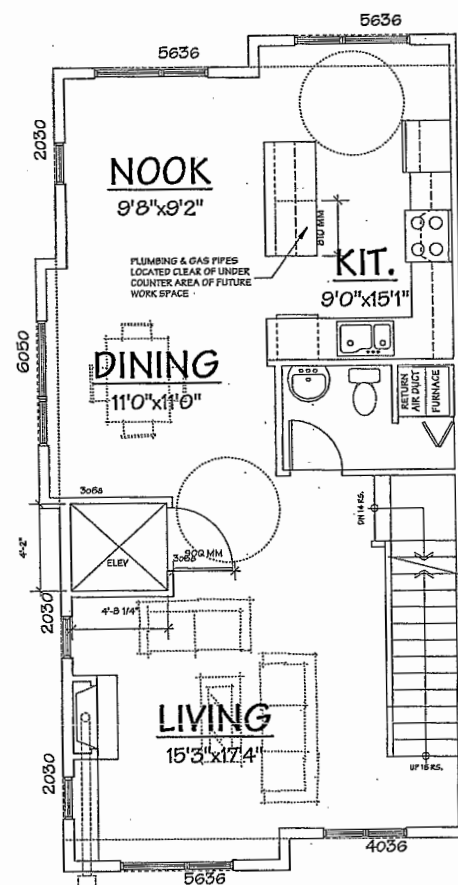 5636
5636
2030
NOOK
9'8"x9'2"
810 MM
PLUMBING & GAS PIPES
LOCATED CLEAR OF UNDER
COUNTER AREA OF FUTURE
WORK SPACE
KIT.
9'0"x15'1"
6050
DINING
11'0"x11'0"
RETURN
AIR DUCT
FURNACE
3068
DN 14 RS.
900 MM
3068
4'-2"
ELEV
4'-8 1/4"
2030
LIVING
15'3"x17'4"
UP 15 RS.
2030
4036
5636